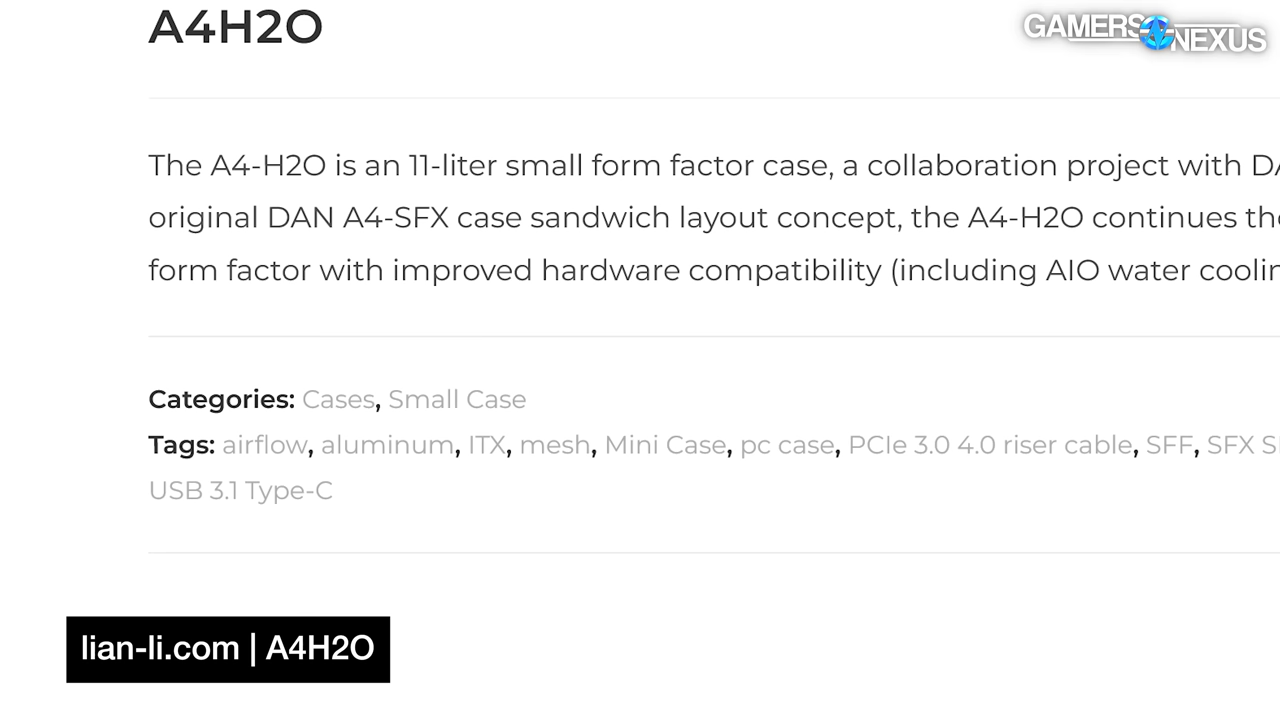 A4H2O
GAMERS NEXUS
The A4-H2O is an 11-liter small form factor case, a collaboration project with
original DAN A4-SFX case sandwich layout concept, the A4-H2O continues
form factor with improved hardware compatibility (including AIO water
Categories: Cases, Small Case
Tags: airflow, aluminum, ITX, mesh, Mini Case, pc case, PCIe 3.0 4.0 riser cable, SFF, SFX
USB 3.1 Type-C
lian-li.com | A4H2O